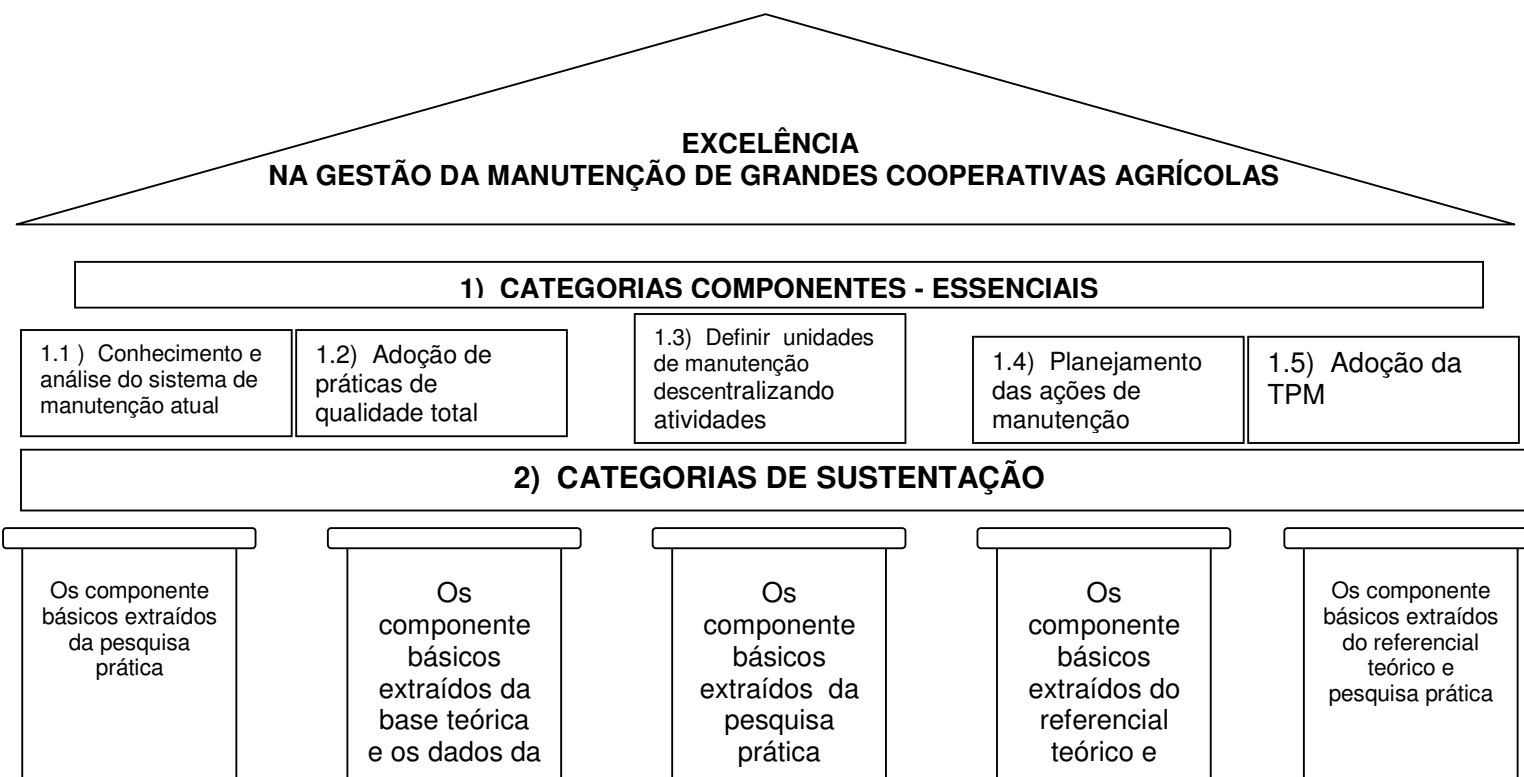 EXCELÊNCIA
NA GESTÃO DA MANUTENÇÃO DE GRANDES COOPERATIVAS AGRÍCOLAS
1) CATEGORIAS COMPONENTES - ESSENCIAIS
1.1 ) Conhecimento e
análise do sistema de
manutenção atual
1.2) Adoção de
práticas de
qualidade total
1.3) Definir unidades
de manutenção
descentralizando
atividades
1.4) Planejamento
das ações de
manutenção
1.5) Adoção da
TPM
2) CATEGORIAS DE SUSTENTAÇÃO
Os componente
básicos extraídos
da pesquisa
prática
Os
componente
básicos
extraídos da
base teórica
e os dados da
Os
componente
básicos
extraídos da
pesquisa
prática
Os
componente
básicos
extraídos do
referencial
teórico e
Os componente
básicos extraídos
do referencial
teórico e
pesquisa prática